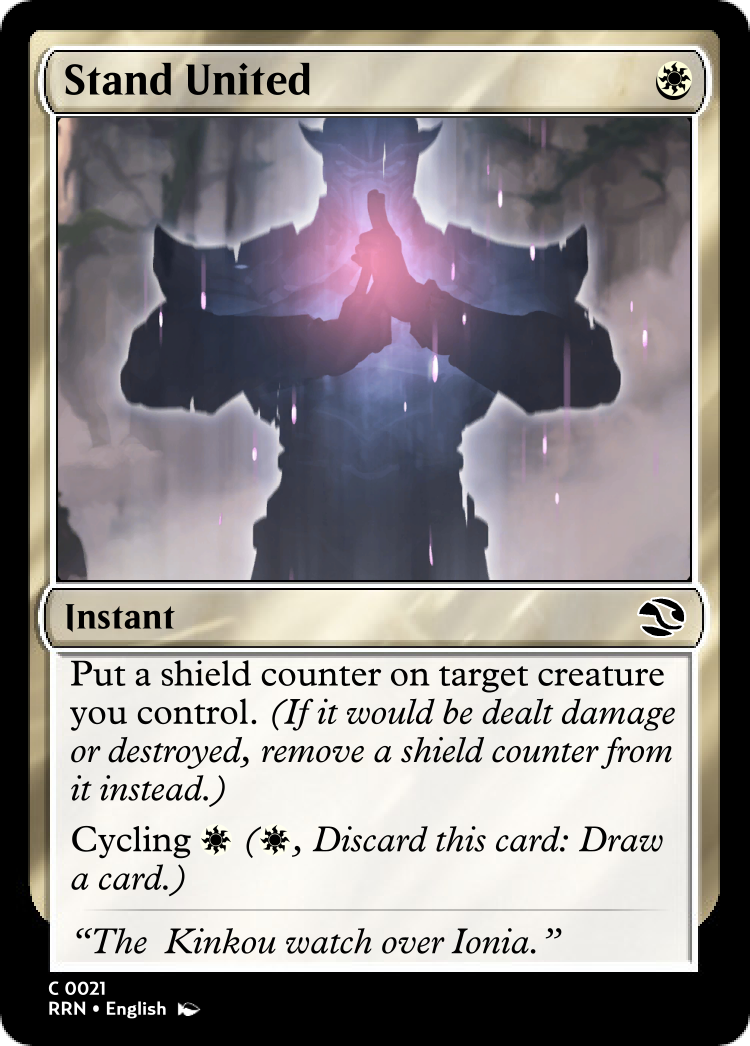 Stand United
Instant
Put a shield counter on target creature
you control. (If it would be dealt damage
or destroyed, remove a shield counter from
it instead.)
Cycling (, Discard this card: Draw
a card.)
“The Kinkou watch over Ionia.”
C 0021
RRN • English